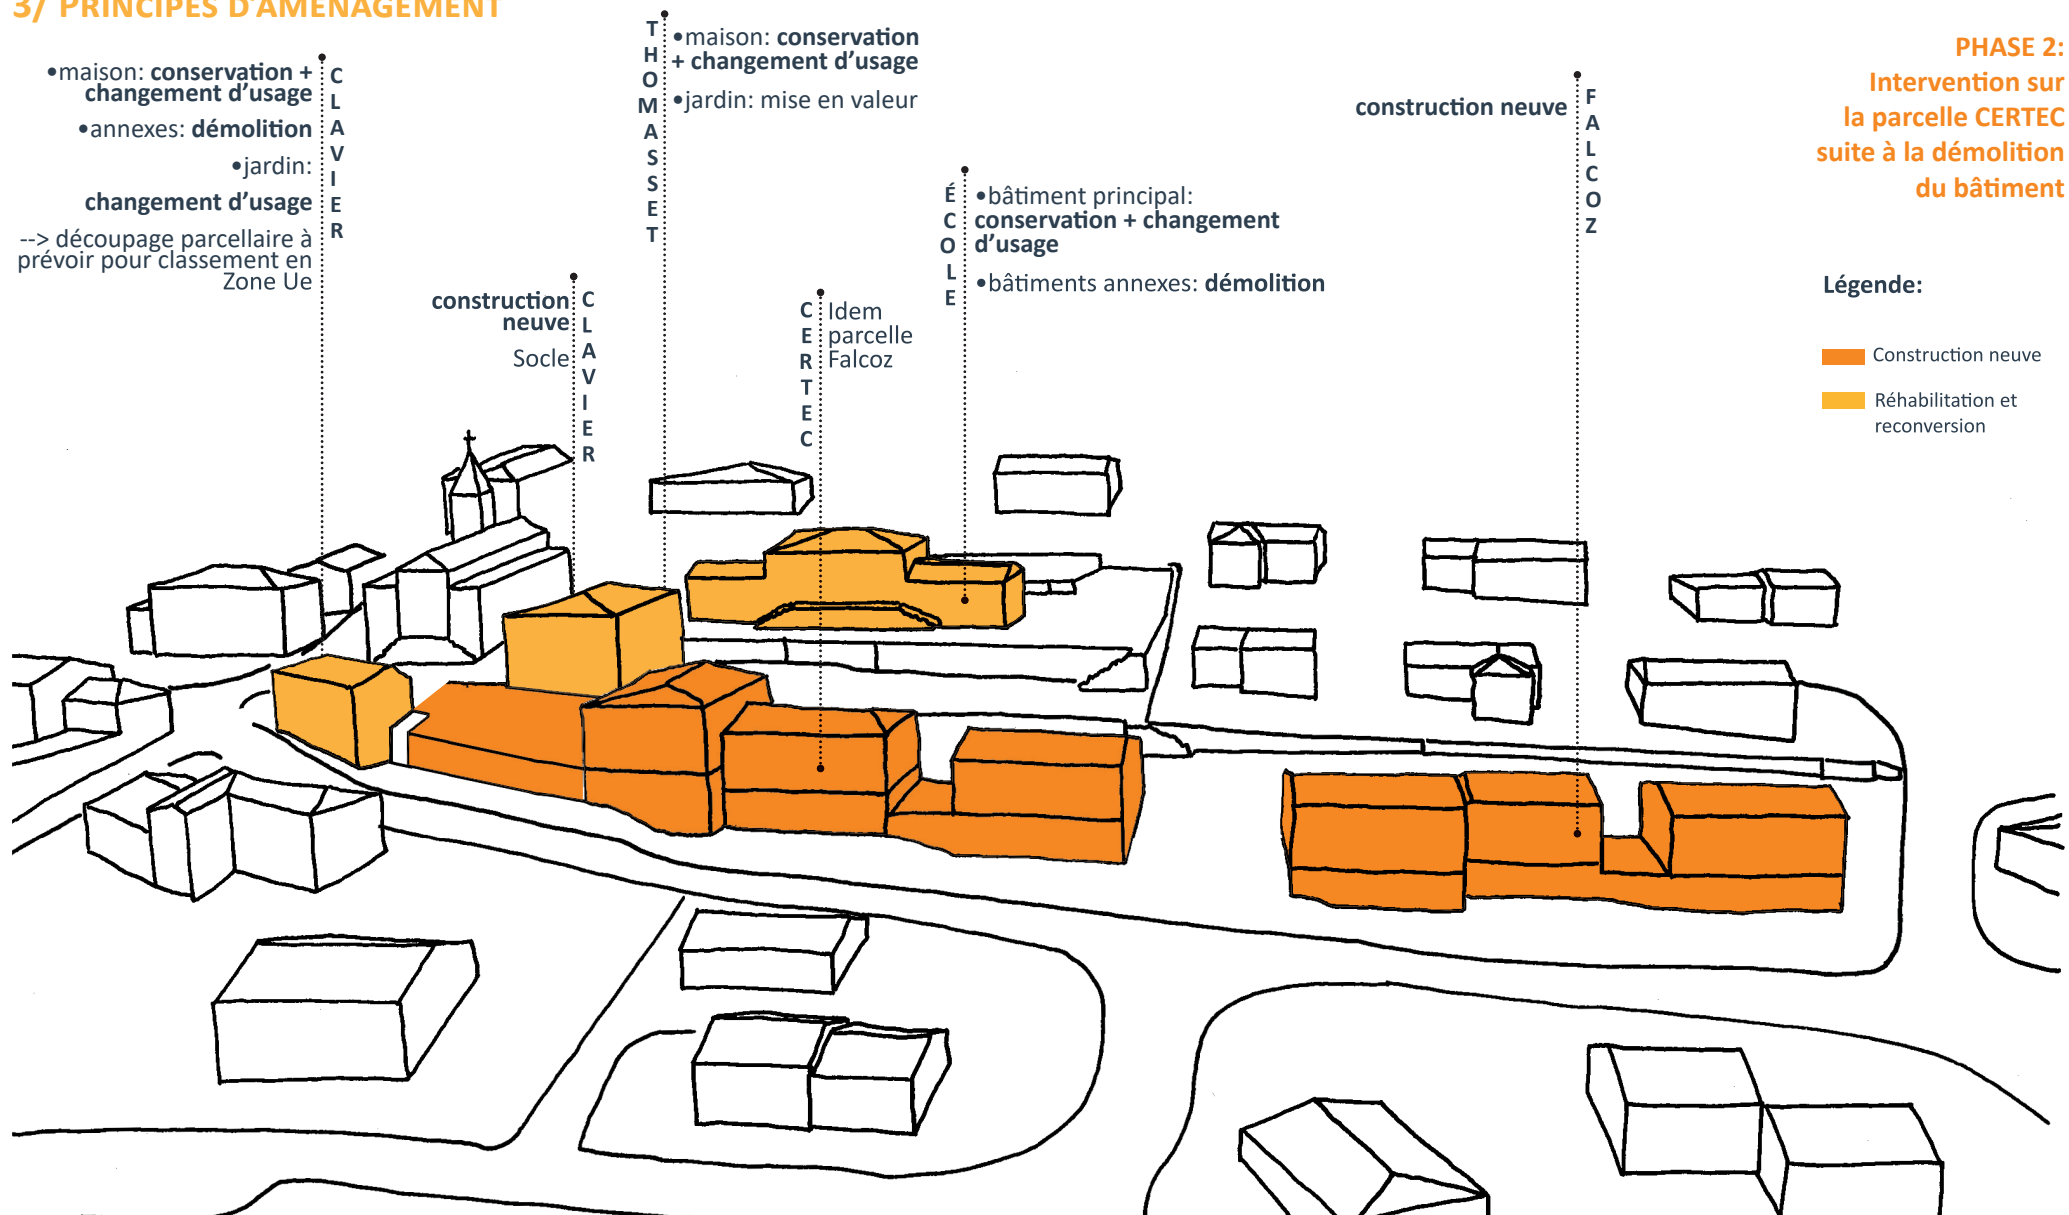 3/ PRINCIPES D'AMÉNAGEMENT
•maison: conservation +
changement d'usage
•annexes: démolition
•jardin:
changement d'usage
--> découpage parcellaire à
prévoir pour classement en
Zone Ue
CLAVIER
construction
neuve
Socle
CLAVIER
THOMASSET
•maison: conservation
+ changement d'usage
•jardin: mise en valeur
CERTEC
Idem
parcelle
Falcoz
ÉCOLE
•bâtiment principal:
conservation + changement
d'usage
•bâtiments annexes: démolition
construction neuve
FALCOZ
PHASE 2:
Intervention sur
la parcelle CERTEC
suite à la démolition
du bâtiment
Légende:
Construction neuve
Réhabilitation et
reconversion